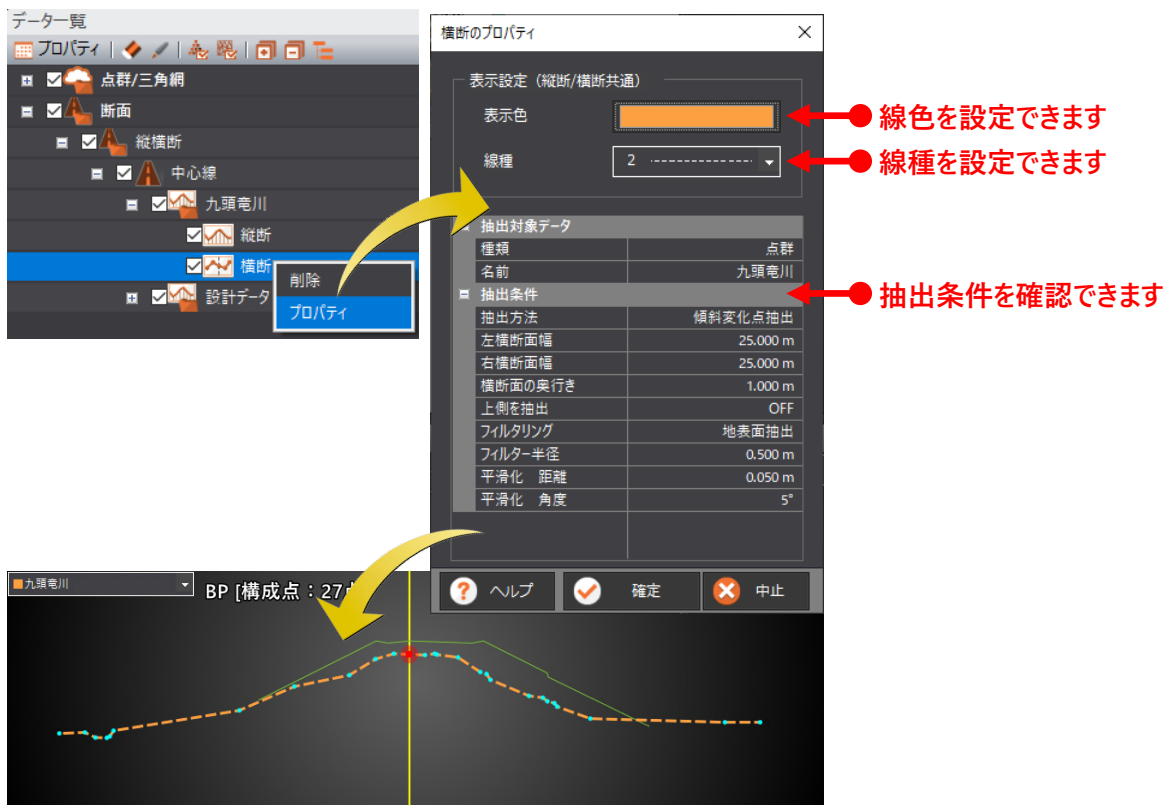 データ一覧
プロパティ
点群/三角網
断面
縦横断
中心線
九頭竜川
縦断
横断
設計データ
削除
プロパティ
横断のプロパティ
表示設定（縦断/横断共通）
表示色
線種 2
抽出対象データ
種類 点群
名前 九頭竜川
抽出条件
抽出方法 傾斜変化点抽出
左横断面幅 25.000 m
右横断面幅 25.000 m
横断面の奥行き 1.000 m
上側を抽出 OFF
フィルタリング 地表面抽出
フィルター半径 0.500 m
平滑化　距離 0.050 m
平滑化　角度 5°
ヘルプ 確定 中止
線色を設定できます
線種を設定できます
抽出条件を確認できます
九頭竜川
BP [構成点：27